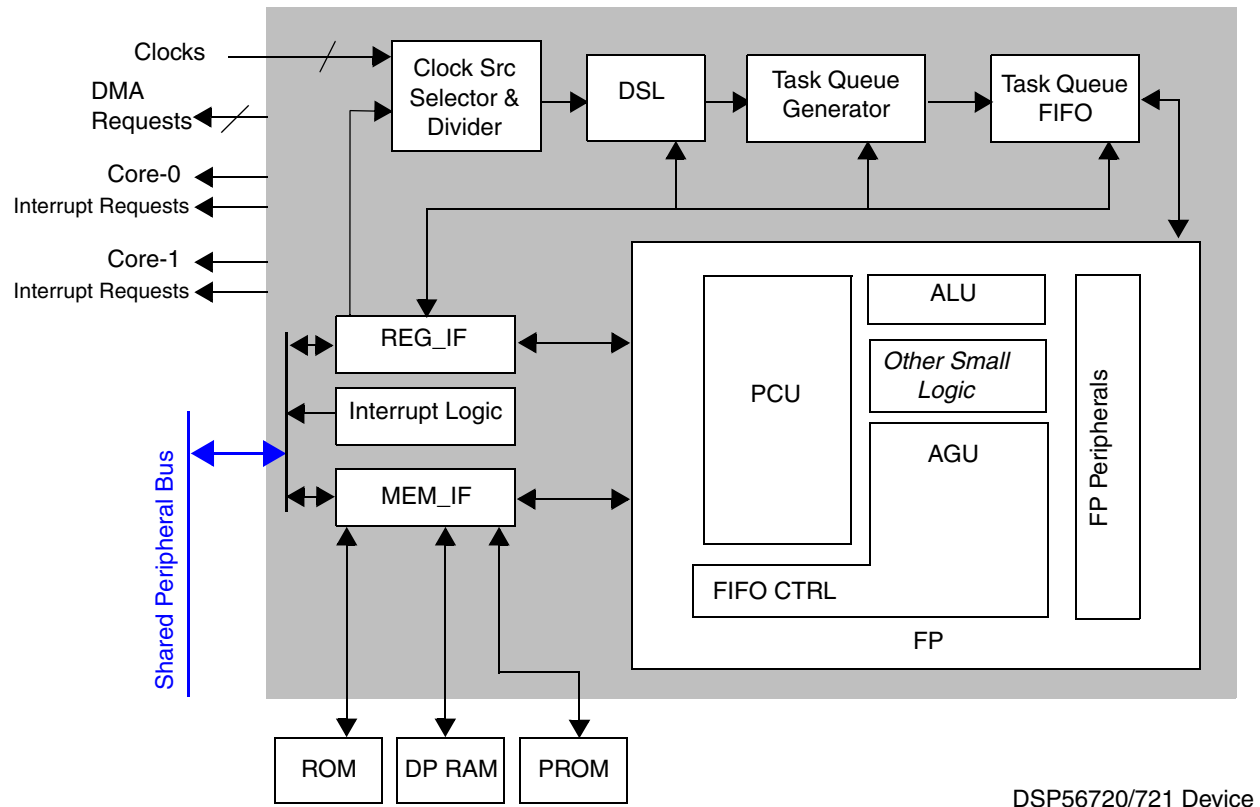 Clocks
DMA
Requests
Core-0
Interrupt Requests
Core-1
Interrupt Requests
Clock Src
Selector &
Divider
DSL
Task Queue
Generator
Task Queue
FIFO
REG_IF
Interrupt Logic
MEM_IF
Shared Peripheral Bus
PCU
ALU
Other Small
Logic
AGU
FIFO CTRL
FP Peripherals
FP
ROM
DP RAM
PROM
DSP56720/721 Device